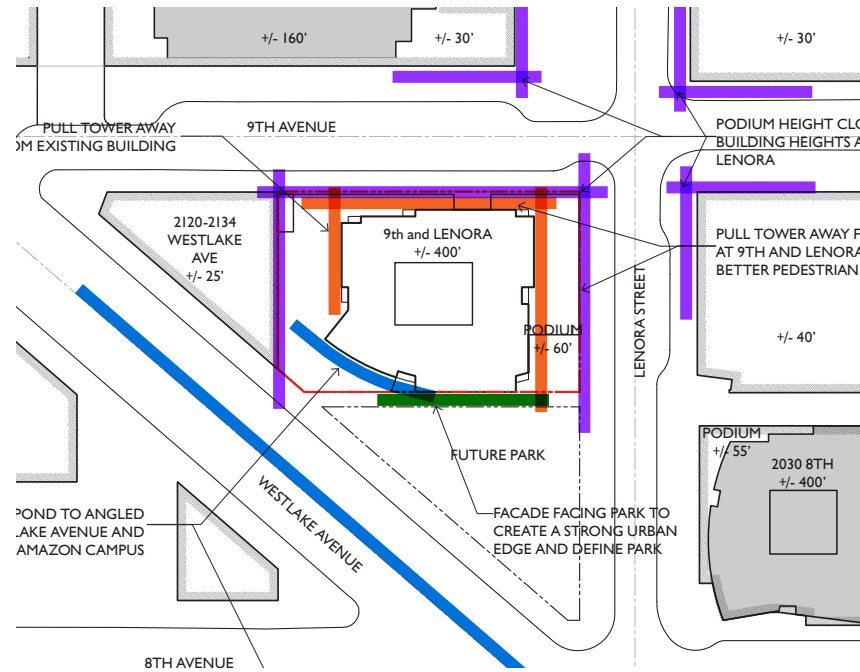 +/- 160'
+/- 30'
+/- 30'
PULL TOWER AWAY
OM EXISTING BUILDING
9TH AVENUE
PODIUM HEIGHT CLO
BUILDING HEIGHTS A
LENORA
2120-2134
WESTLAKE
AVE
+/- 25'
9th and LENORA
+/- 400'
PULL TOWER AWAY F
AT 9TH AND LENORA
BETTER PEDESTRIAN
LENORA STREET
PODIUM
+/- 60'
+/- 40'
FUTURE PARK
PODIUM
+/- 55'
2030 8TH
+/- 400'
WESTLAKE AVENUE
POND TO ANGLED
LAKE AVENUE AND
AMAZON CAMPUS
FACADE FACING PARK TO
CREATE A STRONG URBAN
EDGE AND DEFINE PARK
8TH AVENUE